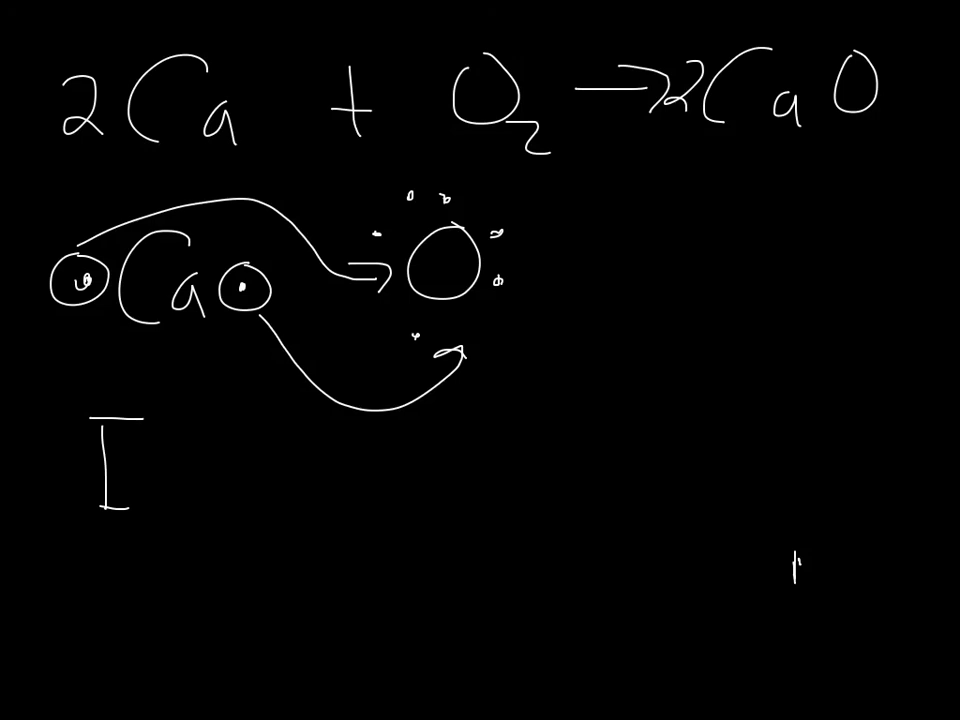 2Ca + O₂ → 2CaO
Ca O
I